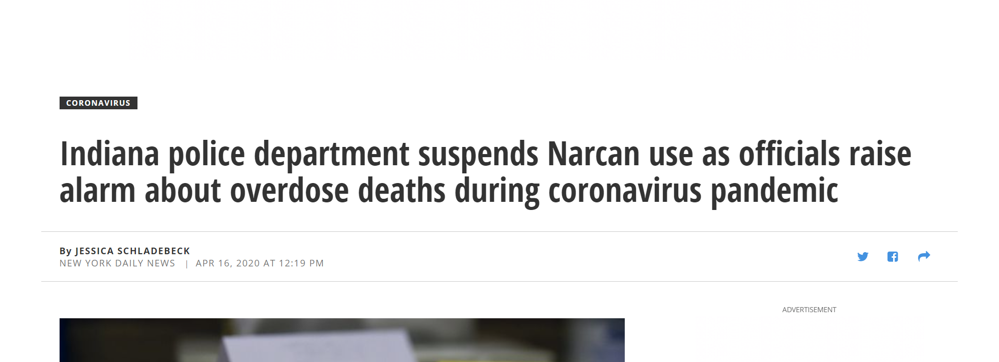 CORONAVIRUS
Indiana police department suspends Narcan use as officials raise
alarm about overdose deaths during coronavirus pandemic
By JESSICA SCHLADEBECK
NEW YORK DAILY NEWS | APR 16, 2020 AT 12:19 PM
ADVERTISEMENT